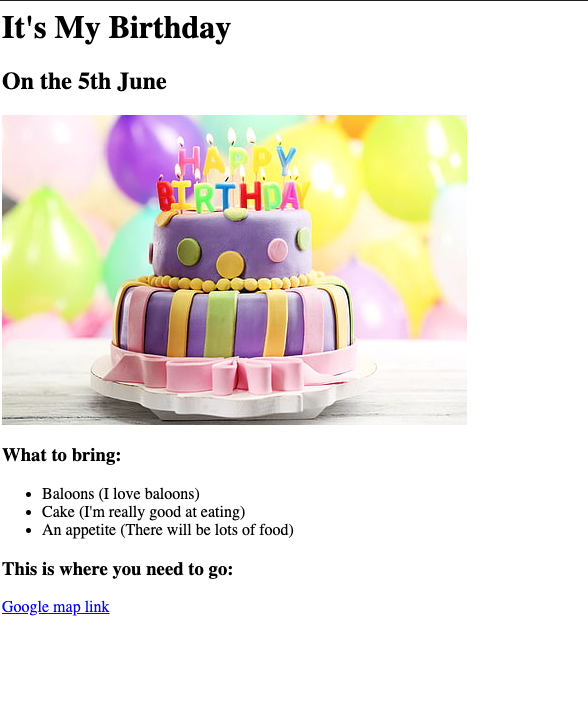 It's My Birthday
On the 5th June
HAPPY
BIRTHDAY
What to bring:
Baloons (I love baloons)
Cake (I'm really good at eating)
An appetite (There will be lots of food)
This is where you need to go:
Google map link